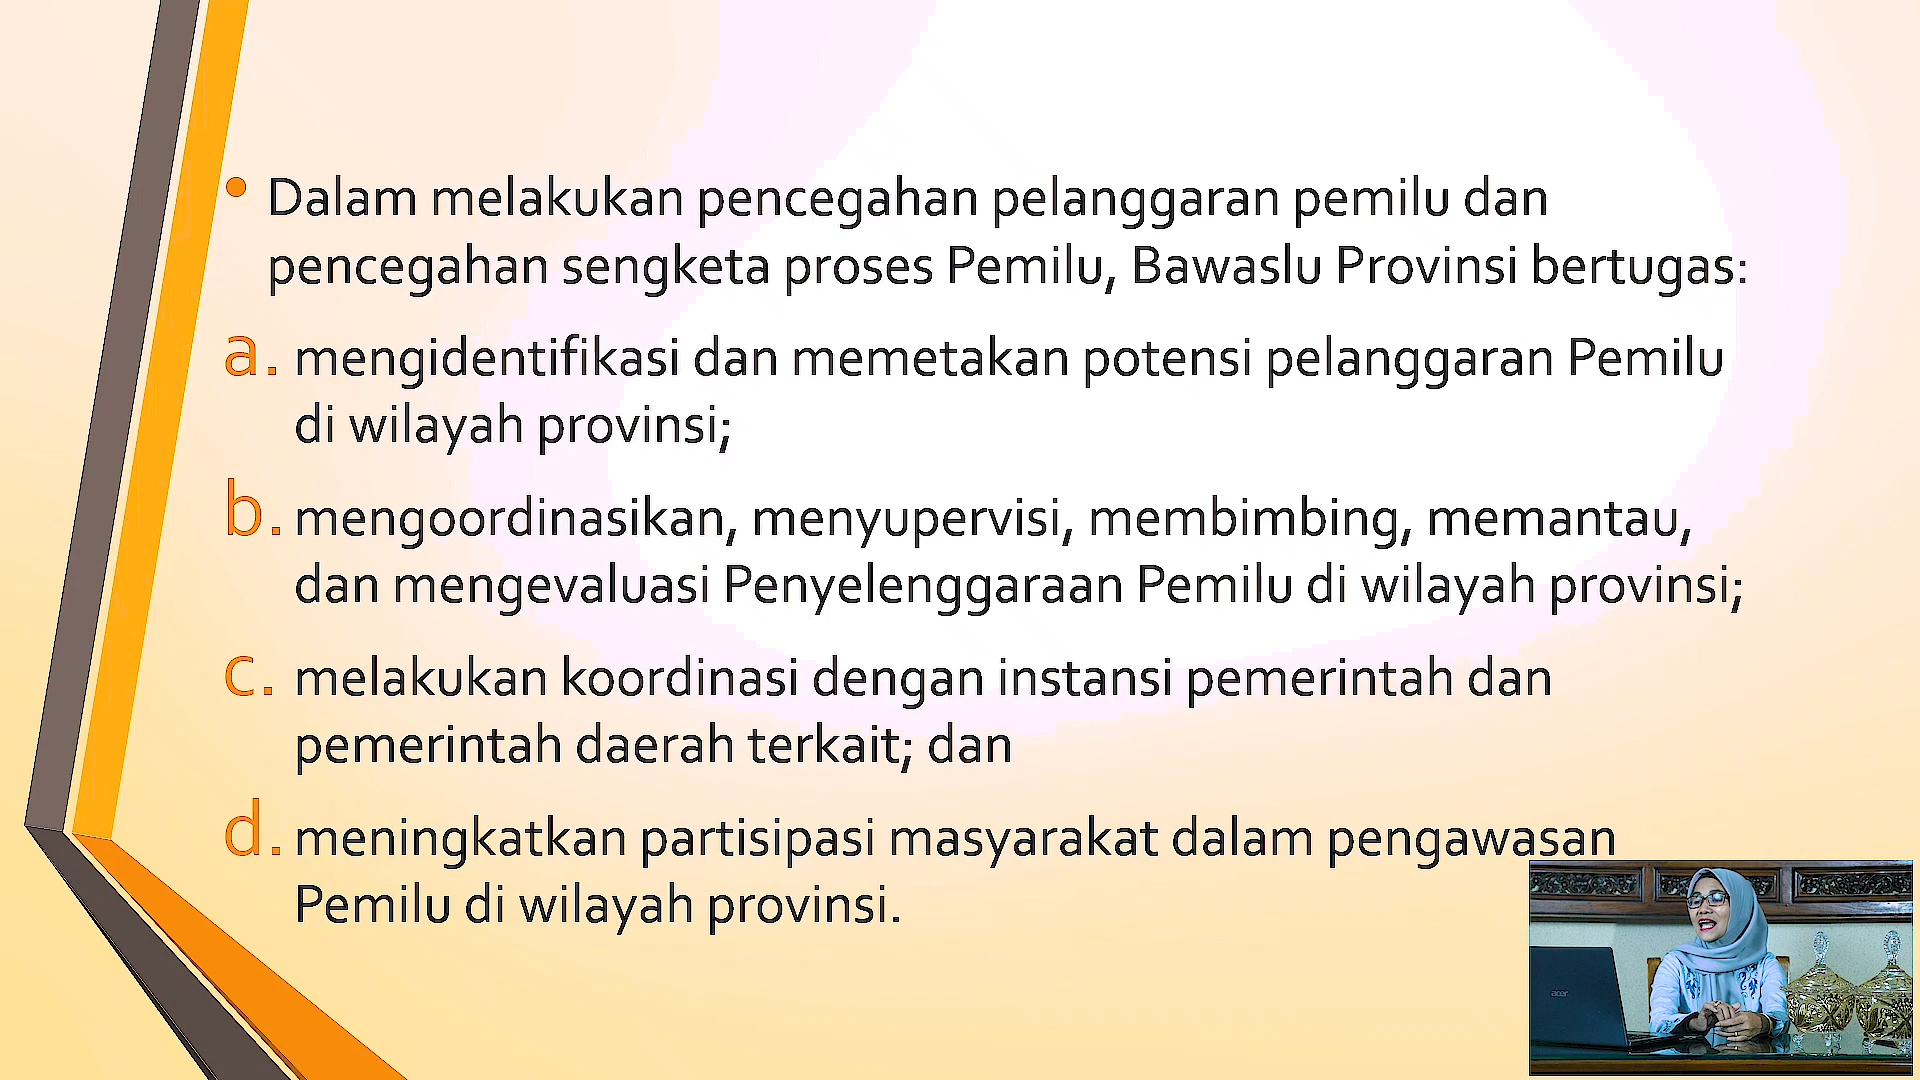 • Dalam melakukan pencegahan pelanggaran pemilu dan
pencegahan sengketa proses Pemilu, Bawaslu Provinsi bertugas:
a. mengidentifikasi dan memetakan potensi pelanggaran Pemilu
di wilayah provinsi;
b. mengoordinasikan, menyupervisi, membimbing, memantau,
dan mengevaluasi Penyelenggaraan Pemilu di wilayah provinsi;
c. melakukan koordinasi dengan instansi pemerintah dan
pemerintah daerah terkait; dan
d. meningkatkan partisipasi masyarakat dalam pengawasan
Pemilu di wilayah provinsi.
acer